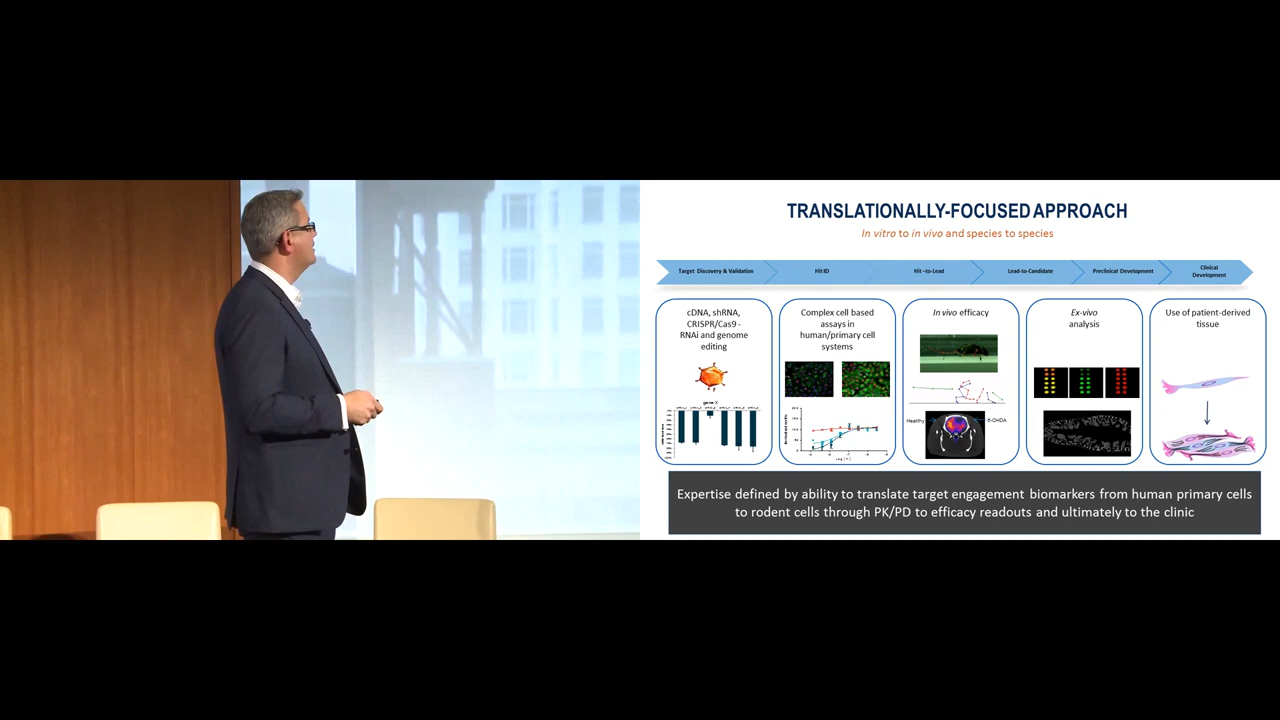 TRANSLATIONALLY-FOCUSED APPROACH
In vitro to in vivo and species to species
Target Discovery & Validation
Hit ID
Hit-to-Lead
Lead-to-Candidate
Preclinical Development
Clinical
Development
cDNA, shRNA,
CRISPR/Cas9 -
RNAi and genome
editing
gene X
Complex cell based
assays in
human/primary cell
systems
In vivo efficacy
Healthy
6-OHDA
Ex-vivo
analysis
Use of patient-derived
tissue
Expertise defined by ability to translate target engagement biomarkers from human primary cells
to rodent cells through PK/PD to efficacy readouts and ultimately to the clinic